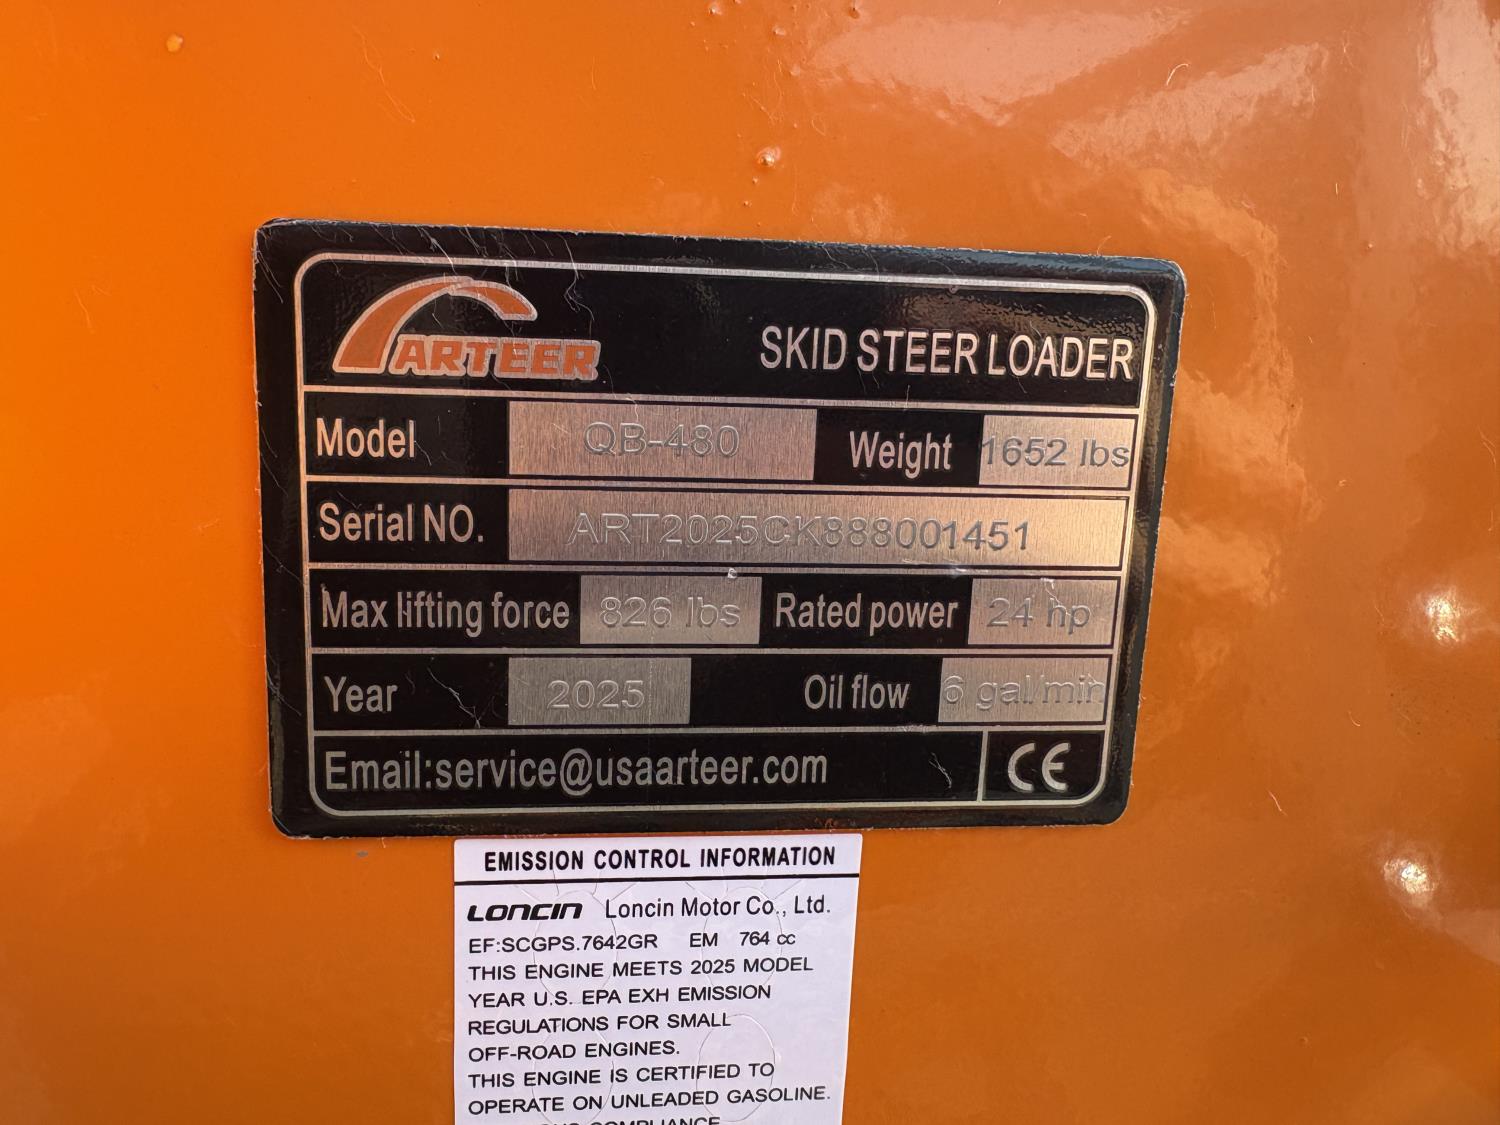 ARTEER
SKID STEER LOADER
Model QB-480 Weight 1652 lbs
Serial NO. ART2025CK888001451
Max lifting force 826 lbs Rated power 24 hp
Year 2025 Oil flow 6 gal/min
Email:service@usaarteer.com CE
EMISSION CONTROL INFORMATION
LONCIN Loncin Motor Co., Ltd.
EF:SCGPS.7642GR EM 764 cc
THIS ENGINE MEETS 2025 MODEL
YEAR U.S. EPA EXH EMISSION
REGULATIONS FOR SMALL
OFF-ROAD ENGINES.
THIS ENGINE IS CERTIFIED TO
OPERATE ON UNLEADED GASOLINE.
COMPLIANCE